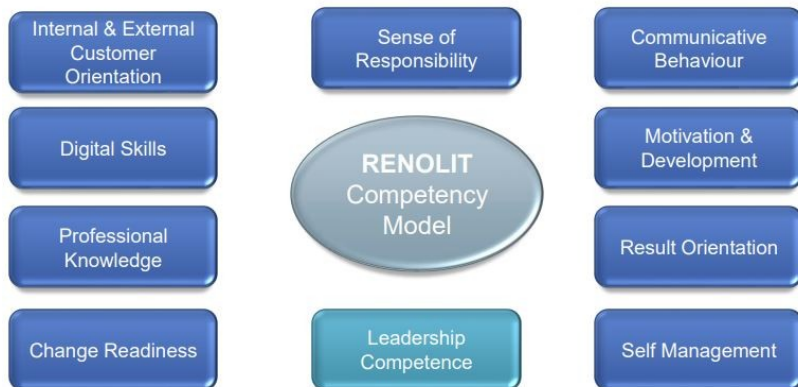 Internal & External
Customer
Orientation
Sense of
Responsibility
Communicative
Behaviour
Digital Skills
RENOLIT
Competency
Model
Motivation &
Development
Professional
Knowledge
Result Orientation
Change Readiness
Leadership
Competence
Self Management